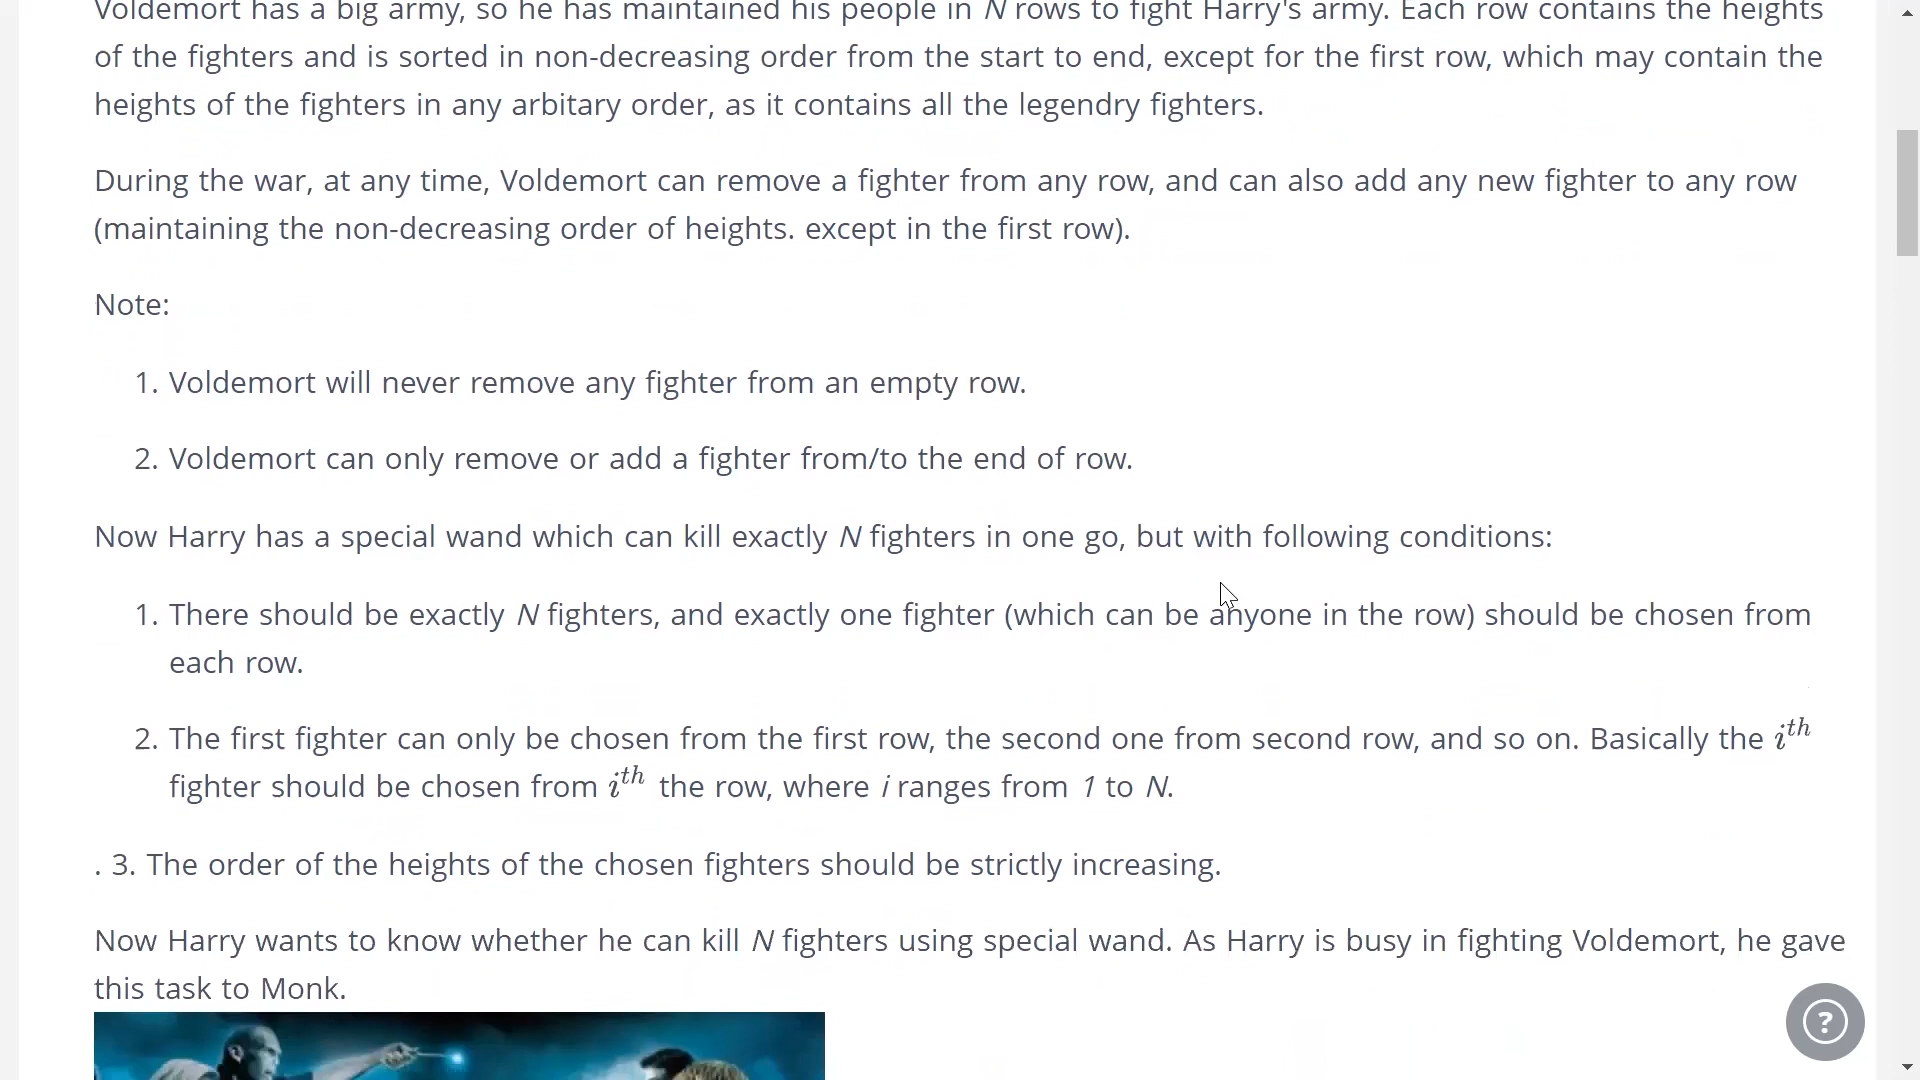 Voldemort has a big army, so he has maintained his people in N rows to fight Harry's army. Each row contains the heights
of the fighters and is sorted in non-decreasing order from the start to end, except for the first row, which may contain the
heights of the fighters in any arbitary order, as it contains all the legendry fighters.
During the war, at any time, Voldemort can remove a fighter from any row, and can also add any new fighter to any row
(maintaining the non-decreasing order of heights. except in the first row).
Note:
1. Voldemort will never remove any fighter from an empty row.
2. Voldemort can only remove or add a fighter from/to the end of row.
Now Harry has a special wand which can kill exactly N fighters in one go, but with following conditions:
1. There should be exactly N fighters, and exactly one fighter (which can be anyone in the row) should be chosen from
each row.
2. The first fighter can only be chosen from the first row, the second one from second row, and so on. Basically the i^th
fighter should be chosen from i^th the row, where i ranges from 1 to N.
. 3. The order of the heights of the chosen fighters should be strictly increasing.
Now Harry wants to know whether he can kill N fighters using special wand. As Harry is busy in fighting Voldemort, he gave
this task to Monk.
?